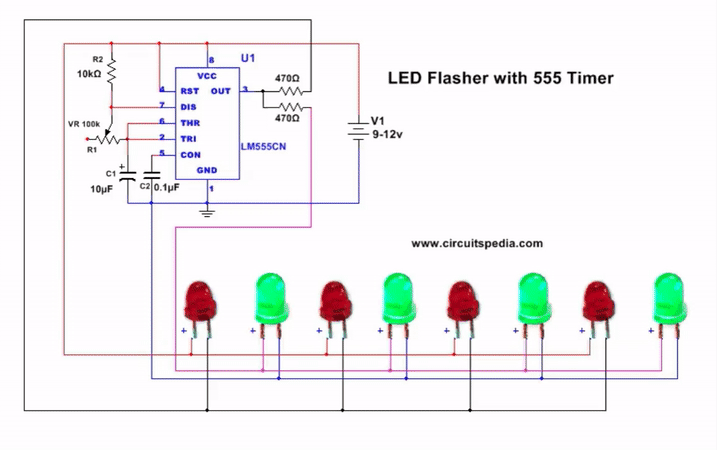 LED Flasher with 555 Timer
U1
R2
10kΩ
8
VCC
470Ω
4
RST
OUT
3
7
DIS
470Ω
VR 100k
6
THR
V1
9-12v
2
TRI
R1
5
CON
LM555CN
GND
C1
+
10µF
C2
0.1µF
1
www.circuitspedia.com
+
+
+
+
+
+
+
+